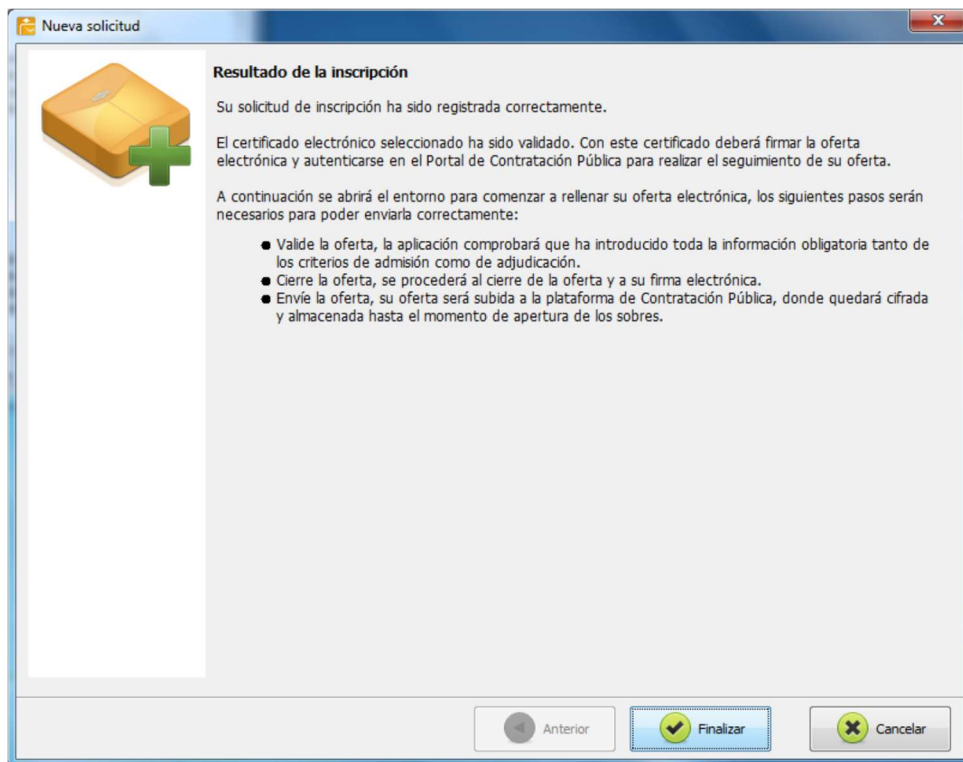 Nueva solicitud
Resultado de la inscripción
Su solicitud de inscripción ha sido registrada correctamente.
El certificado electrónico seleccionado ha sido validado. Con este certificado deberá firmar la oferta
electrónica y autenticarse en el Portal de Contratación Pública para realizar el seguimiento de su oferta.
A continuación se abrirá el entorno para comenzar a rellenar su oferta electrónica, los siguientes pasos serán
necesarios para poder enviarla correctamente:
● Valide la oferta, la aplicación comprobará que ha introducido toda la información obligatoria tanto de
los criterios de admisión como de adjudicación.
● Cierre la oferta, se procederá al cierre de la oferta y a su firma electrónica.
● Envíe la oferta, su oferta será subida a la plataforma de Contratación Pública, donde quedará cifrada
y almacenada hasta el momento de apertura de los sobres.
Anterior
Finalizar
Cancelar